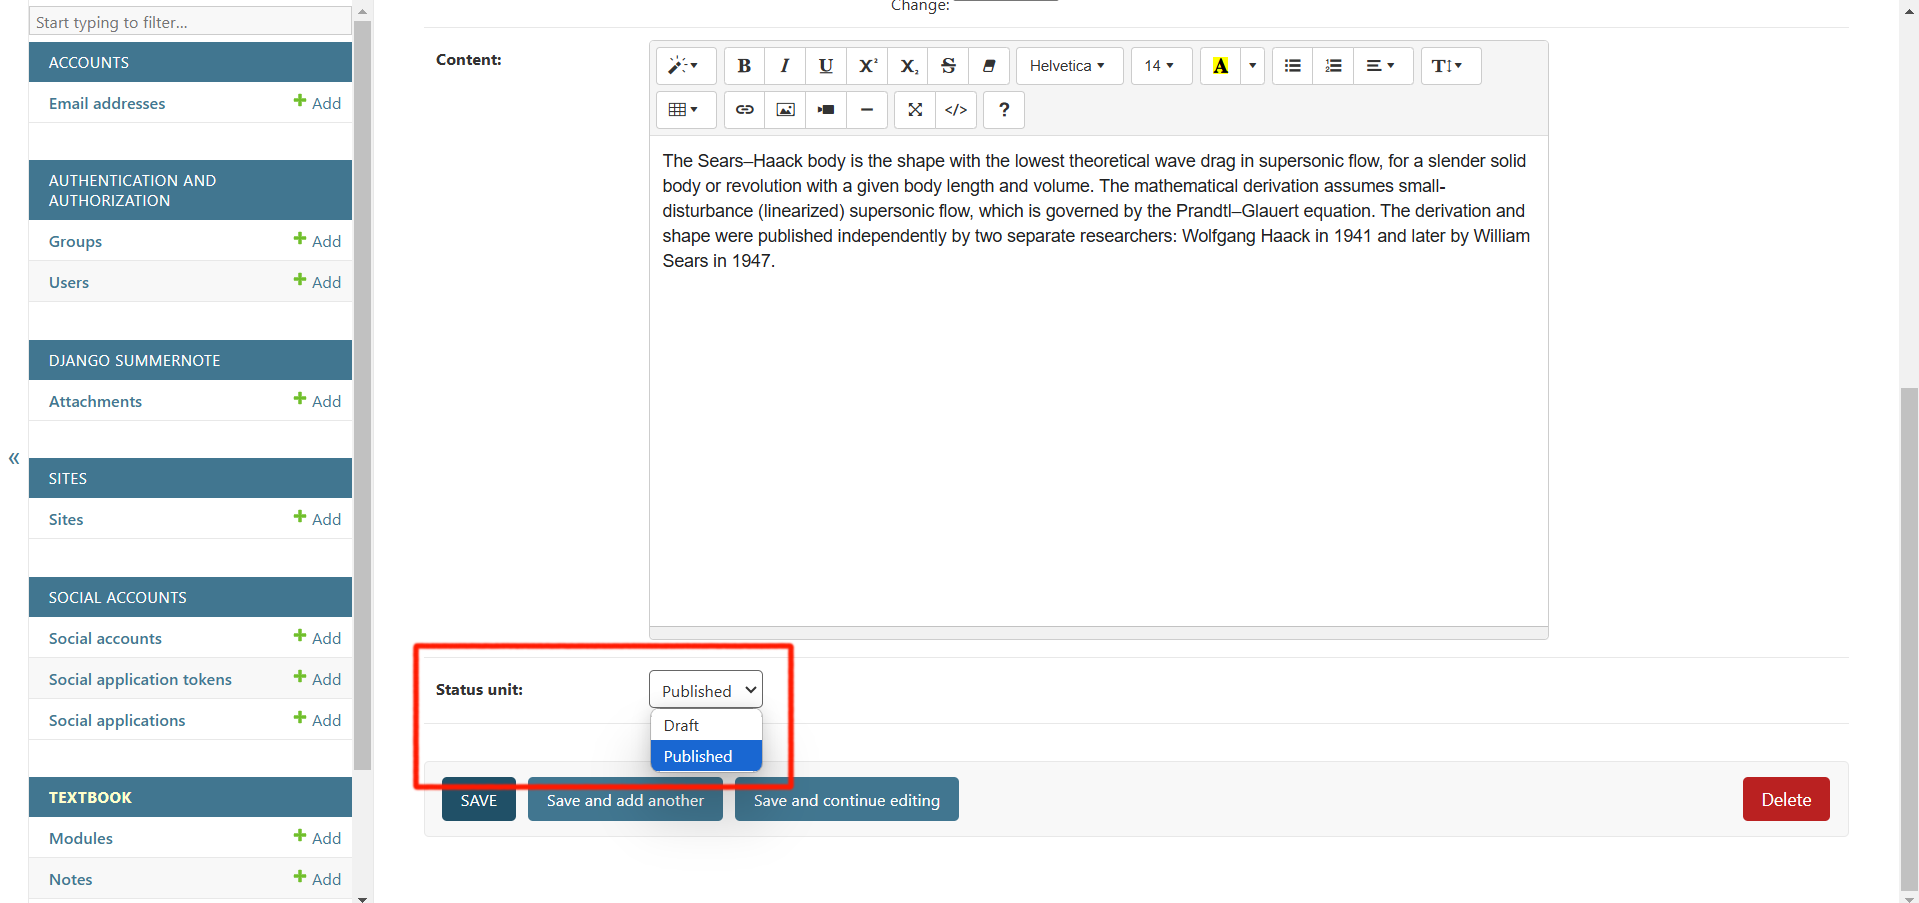 Start typing to filter...
ACCOUNTS
Email addresses + Add
AUTHENTICATION AND
AUTHORIZATION
Groups + Add
Users + Add
DJANGO SUMMERNOTE
Attachments + Add
«
SITES
Sites + Add
SOCIAL ACCOUNTS
Social accounts + Add
Social application tokens + Add
Social applications + Add
TEXTBOOK
Modules + Add
Notes + Add
Change:
Content:
B I U X² X₂ S Helvetica 14 A T
</> ?
The Sears–Haack body is the shape with the lowest theoretical wave drag in supersonic flow, for a slender solid
body or revolution with a given body length and volume. The mathematical derivation assumes small-
disturbance (linearized) supersonic flow, which is governed by the Prandtl–Glauert equation. The derivation and
shape were published independently by two separate researchers: Wolfgang Haack in 1941 and later by William
Sears in 1947.
Status unit: Published
Draft
Published
SAVE Save and add another Save and continue editing Delete